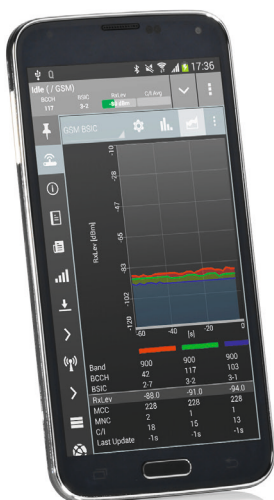 17:36
Idle ( / GSM)
BCCH BSIC RxLev C/I Avg
117 3-2
GSM BSIC
-10
-28
-47
-65
-83
-102
-120
RxLev [dBm]
-60 -40 -20 0
[s]
Band 900 900 900
BCCH 42 117 103
BSIC 2-7 3-2 3-1
RxLev -88.0 -91.0 -94.0
MCC 228 228 228
MNC 2 1 1
C/I 18 15 13
Last Update -1s -1s -1s